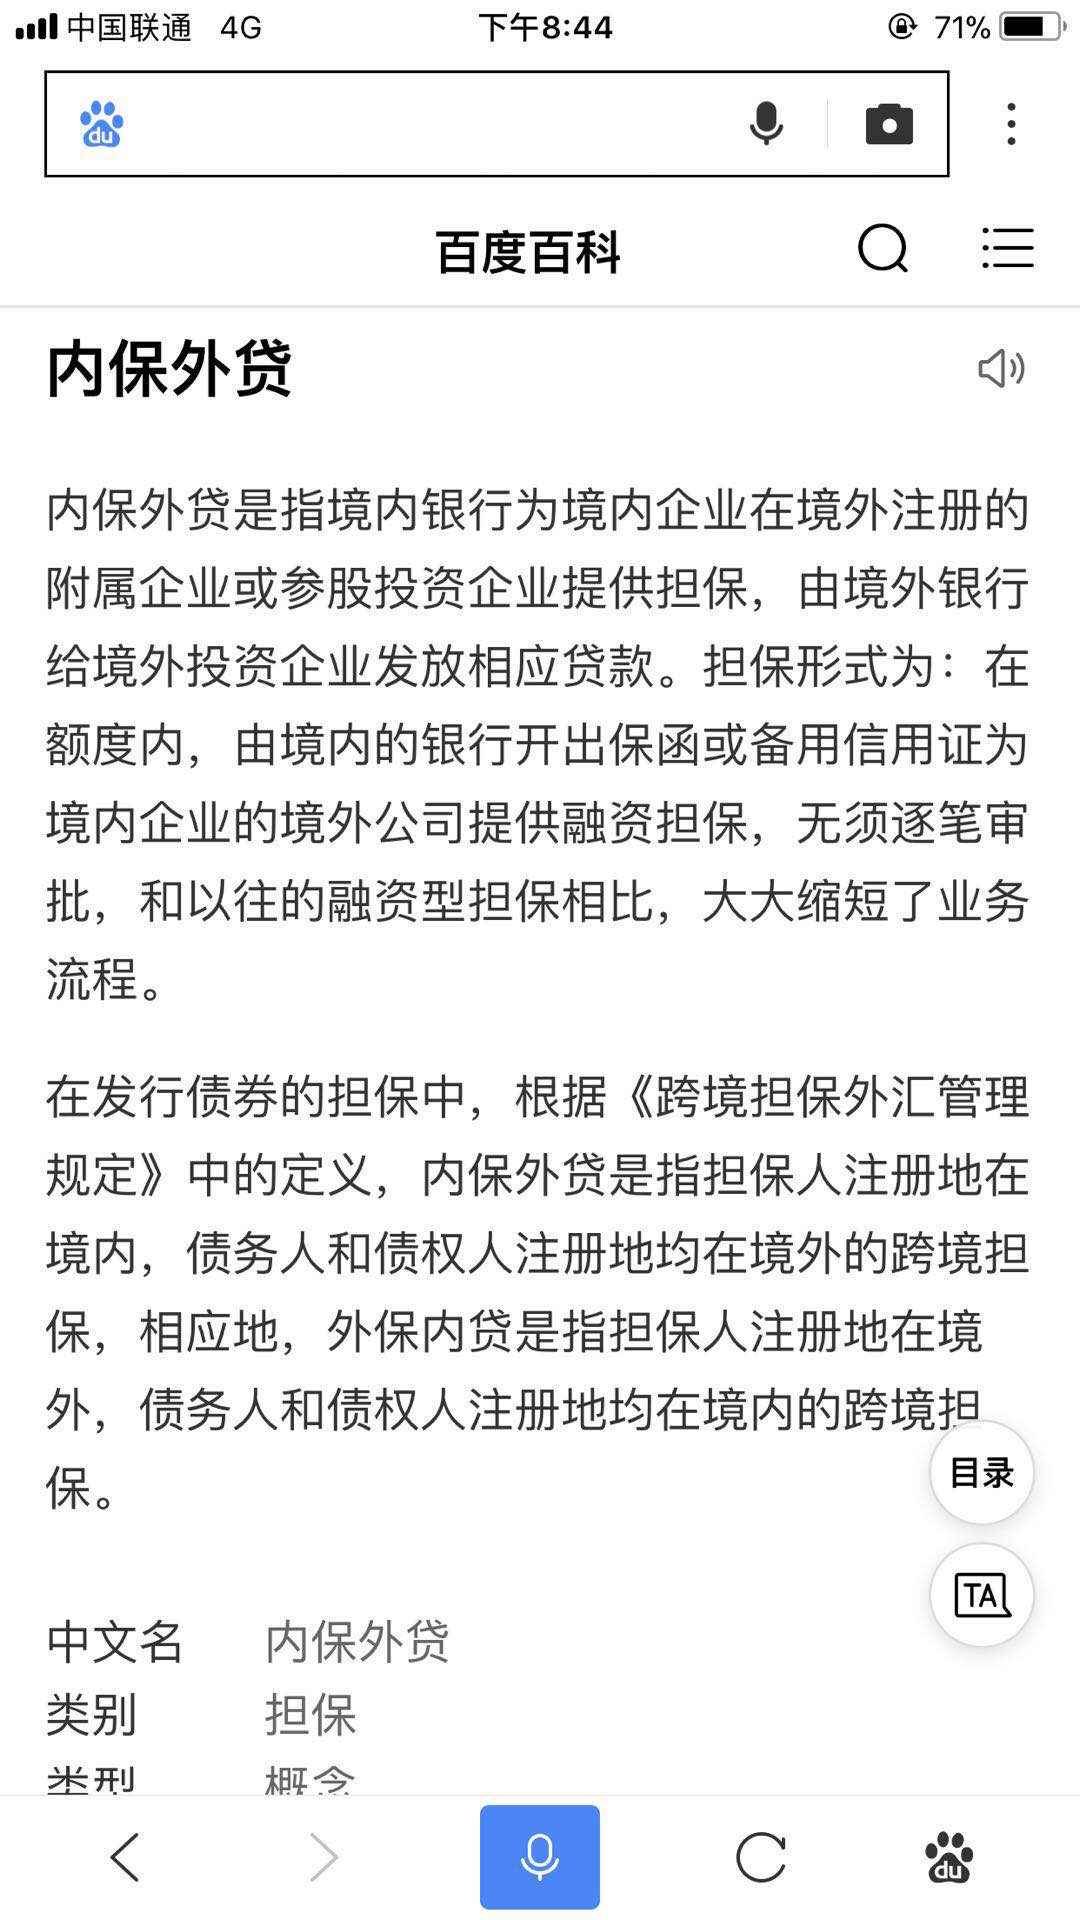 中国联通 4G 下午8:44 71%
du
百度百科
内保外贷
内保外贷是指境内银行为境内企业在境外注册的
附属企业或参股投资企业提供担保，由境外银行
给境外投资企业发放相应贷款。担保形式为：在
额度内，由境内的银行开出保函或备用信用证为
境内企业的境外公司提供融资担保，无须逐笔审
批，和以往的融资型担保相比，大大缩短了业务
流程。
在发行债券的担保中，根据《跨境担保外汇管理
规定》中的定义，内保外贷是指担保人注册地在
境内，债务人和债权人注册地均在境外的跨境担
保，相应地，外保内贷是指担保人注册地在境
外，债务人和债权人注册地均在境内的跨境担
保。
目录
TA
中文名 内保外贷
类别 担保
类型 概念
du